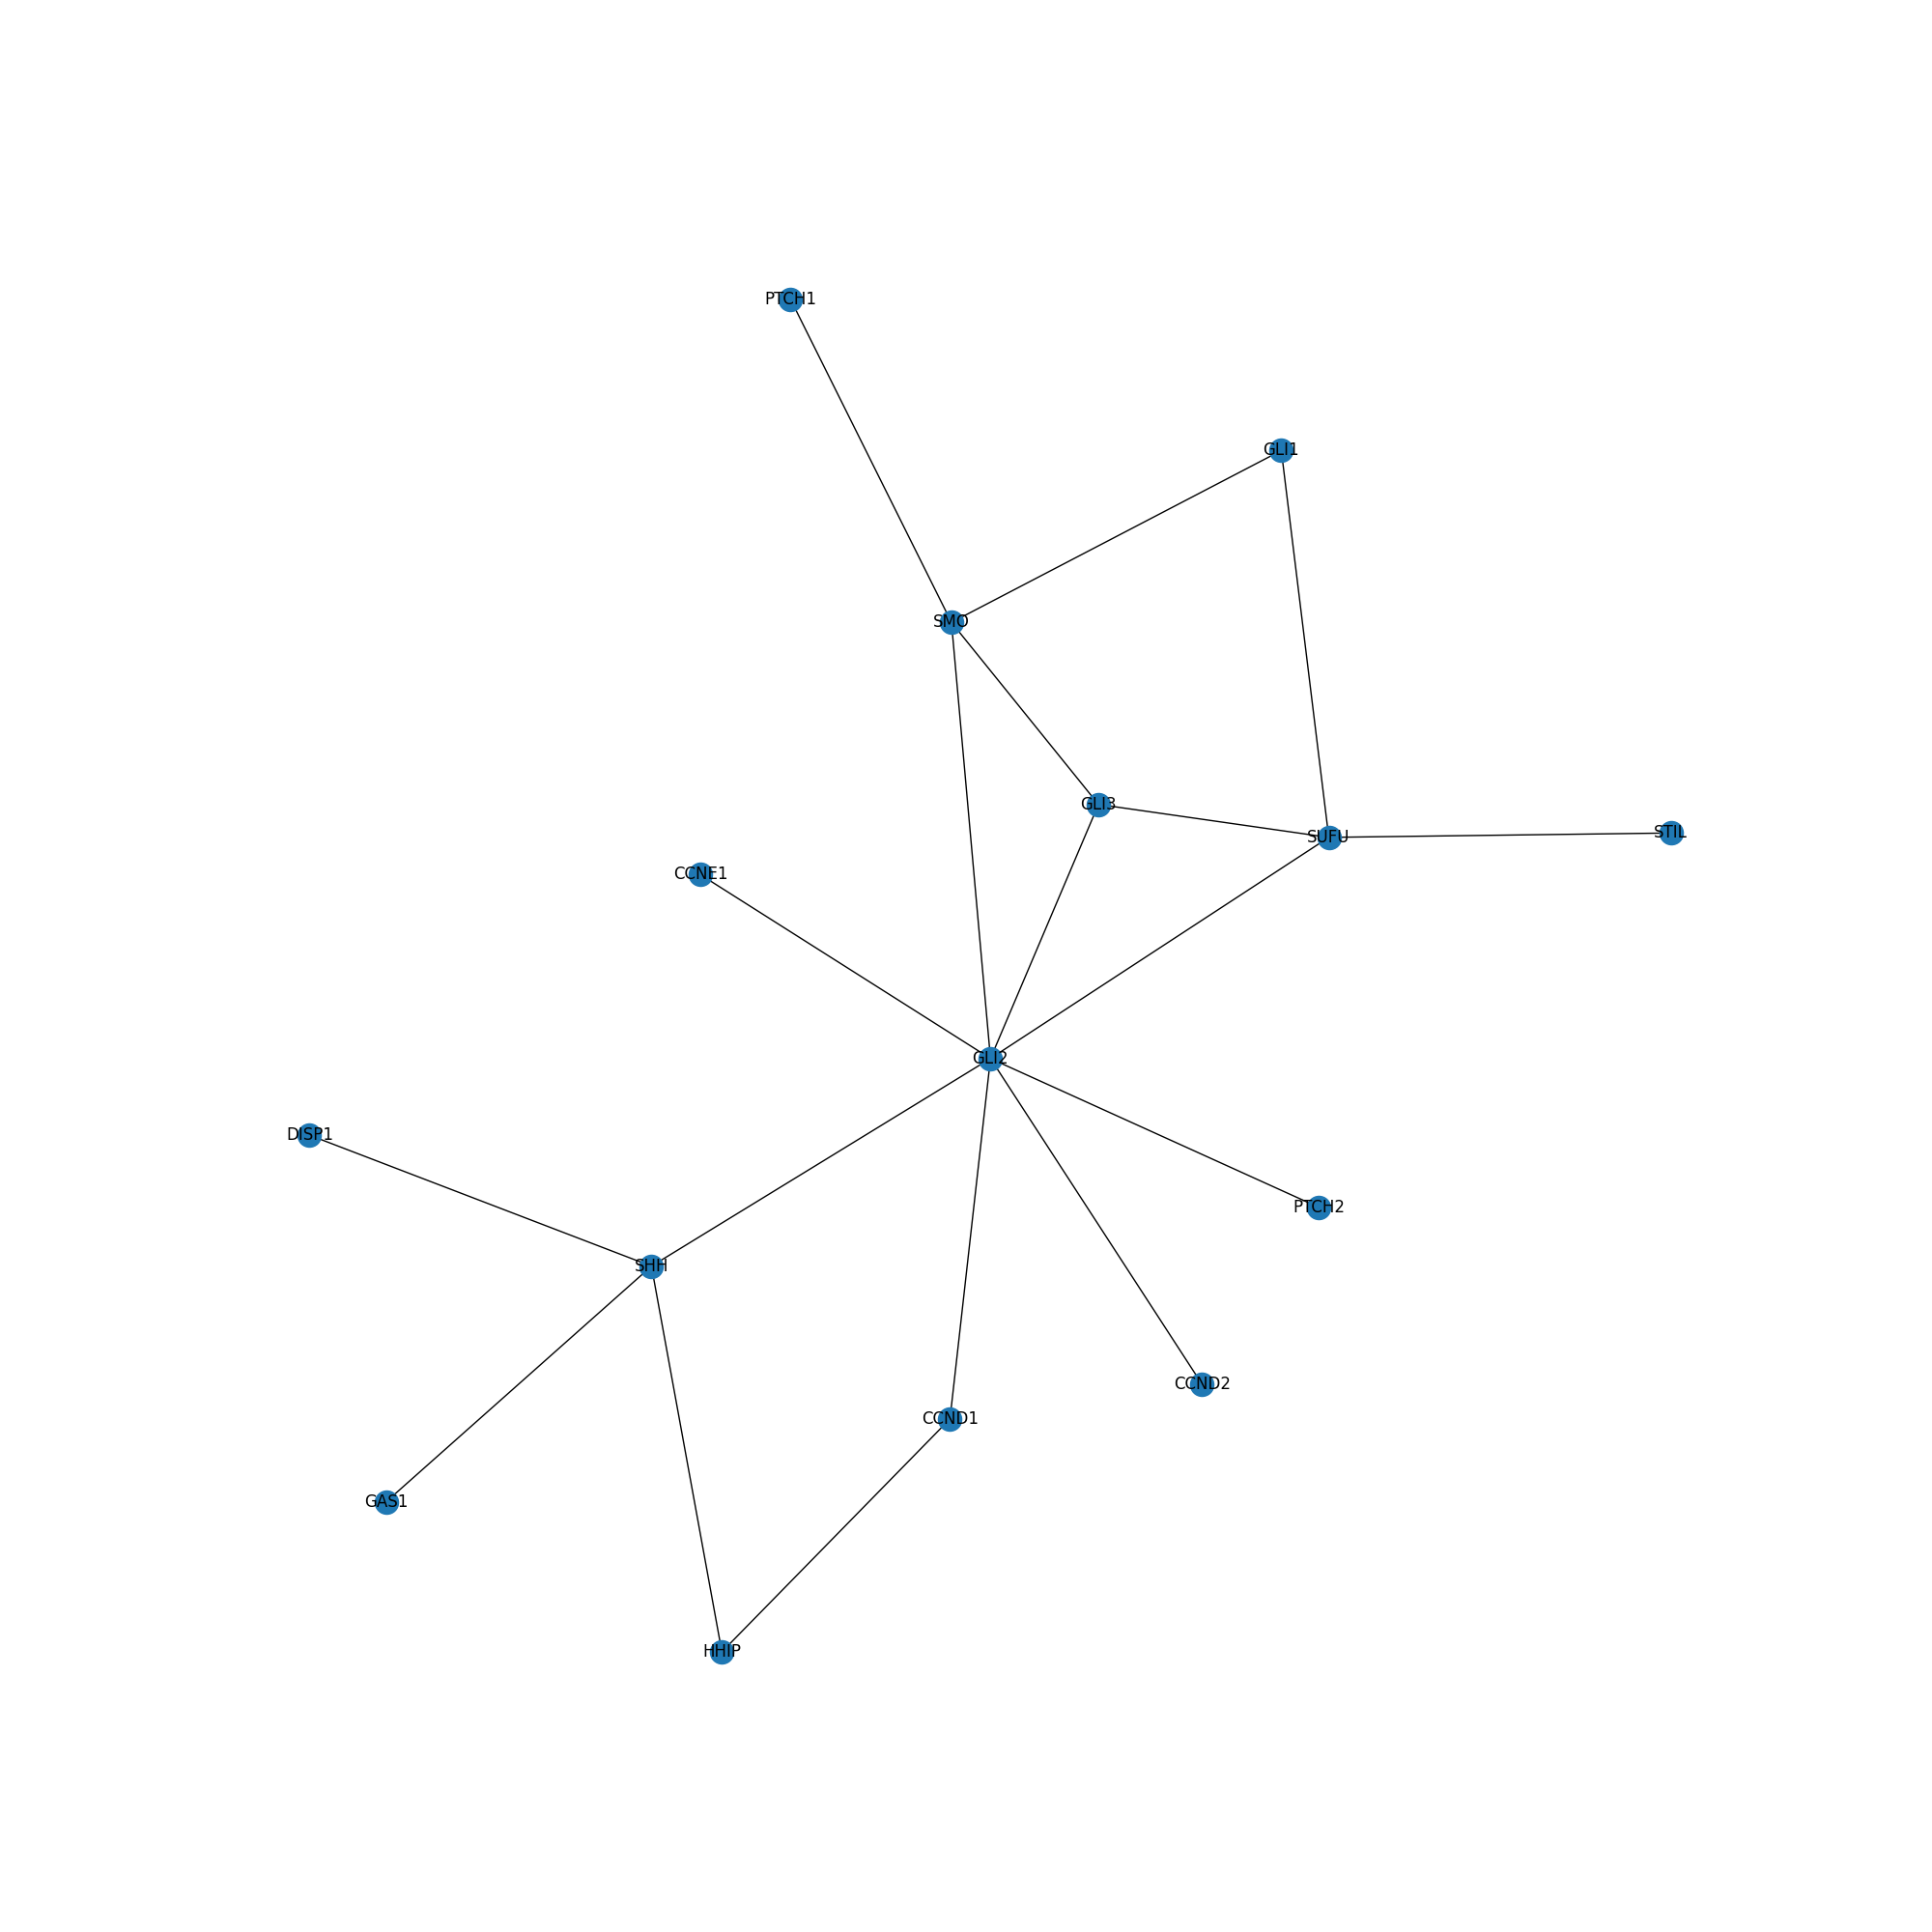 PTCH1
GLI1
SMO
GLI3
STIL
SUFU
CCNE1
GLI2
DISP1
PTCH2
SHH
CCND2
CCND1
GAS1
HHIP